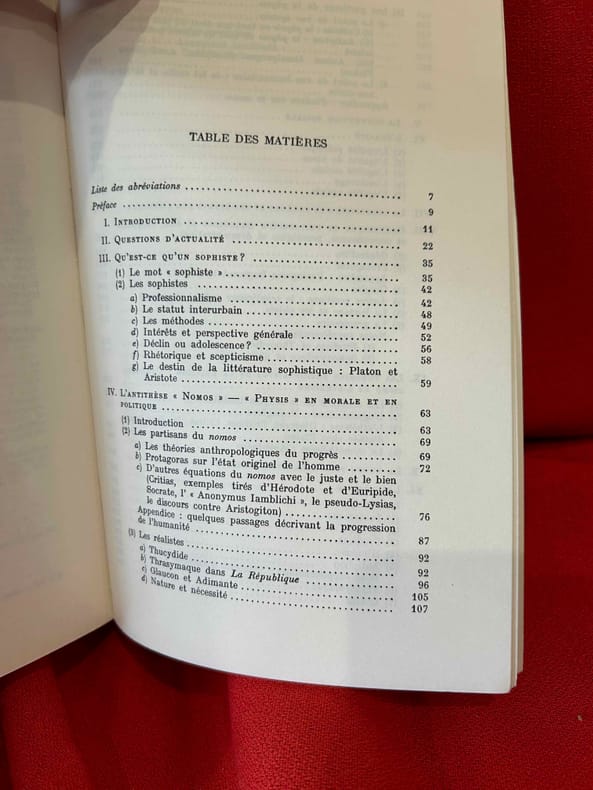 TABLE DES MATIÈRES
Liste des abréviations 7
Préface 9
I. INTRODUCTION 11
II. QUESTIONS D'ACTUALITÉ 22
III. QU'EST-CE QU'UN SOPHISTE ? 35
(1) Le mot « sophiste » 35
(2) Les sophistes 42
a) Professionnalisme 42
b) Le statut interurbain 48
c) Les méthodes 49
d) Intérêts et perspective générale 52
e) Déclin ou adolescence ? 56
f) Rhétorique et scepticisme 58
g) Le destin de la littérature sophistique : Platon et
Aristote 59
IV. L'ANTITHÈSE « NOMOS » — « PHYSIS » EN MORALE ET EN
POLITIQUE 63
(1) Introduction 63
(2) Les partisans du nomos 69
a) Les théories anthropologiques du progrès 69
b) Protagoras sur l'état originel de l'homme 72
c) D'autres équations du nomos avec le juste et le bien
(Critias, exemples tirés d'Hérodote et d'Euripide,
Socrate, l' « Anonymus Iamblichi », le pseudo-Lysias,
le discours contre Aristogiton) 76
Appendice : quelques passages décrivant la progression
de l'humanité 87
(3) Les réalistes 92
a) Thucydide 92
b) Thrasymaque dans La République 96
c) Glaucon et Adimante 105
d) Nature et nécessité 107